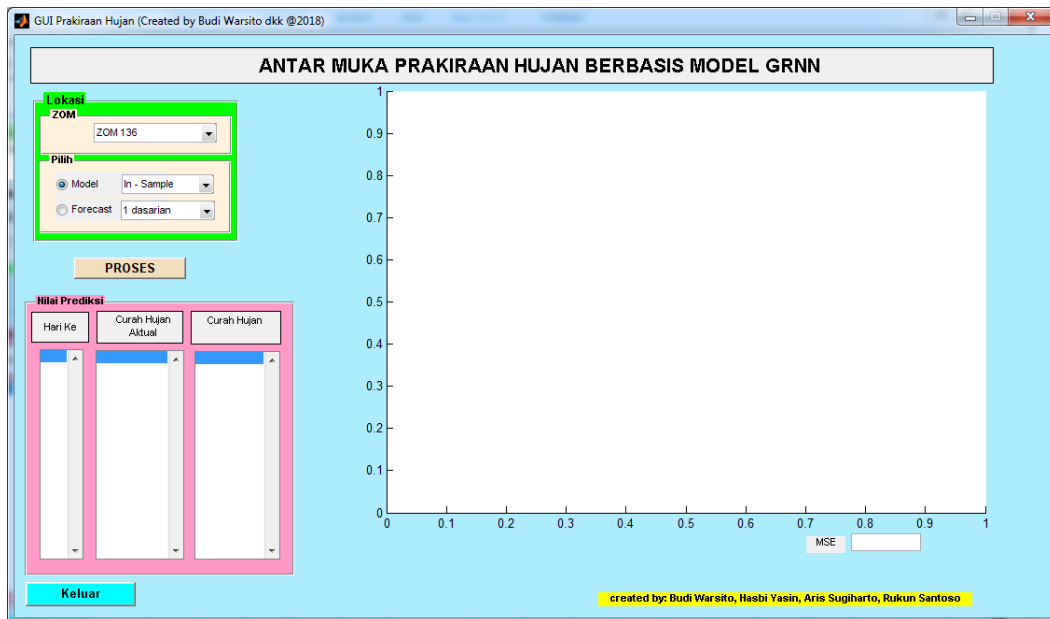 GUI Prakiraan Hujan (Created by Budi Warsito dkk @2018)
ANTAR MUKA PRAKIRAAN HUJAN BERBASIS MODEL GRNN
Lokasi
ZOM
ZOM 136
Pilih
Model
In - Sample
Forecast
1 dasarian
PROSES
Nilai Prediksi
Hari Ke
Curah Hujan
Aktual
Curah Hujan
Keluar
1
0.9
0.8
0.7
0.6
0.5
0.4
0.3
0.2
0.1
0
0 0.1 0.2 0.3 0.4 0.5 0.6 0.7 0.8 0.9 1
MSE
created by: Budi Warsito, Hasbi Yasin, Aris Sugiharto, Rukun Santoso